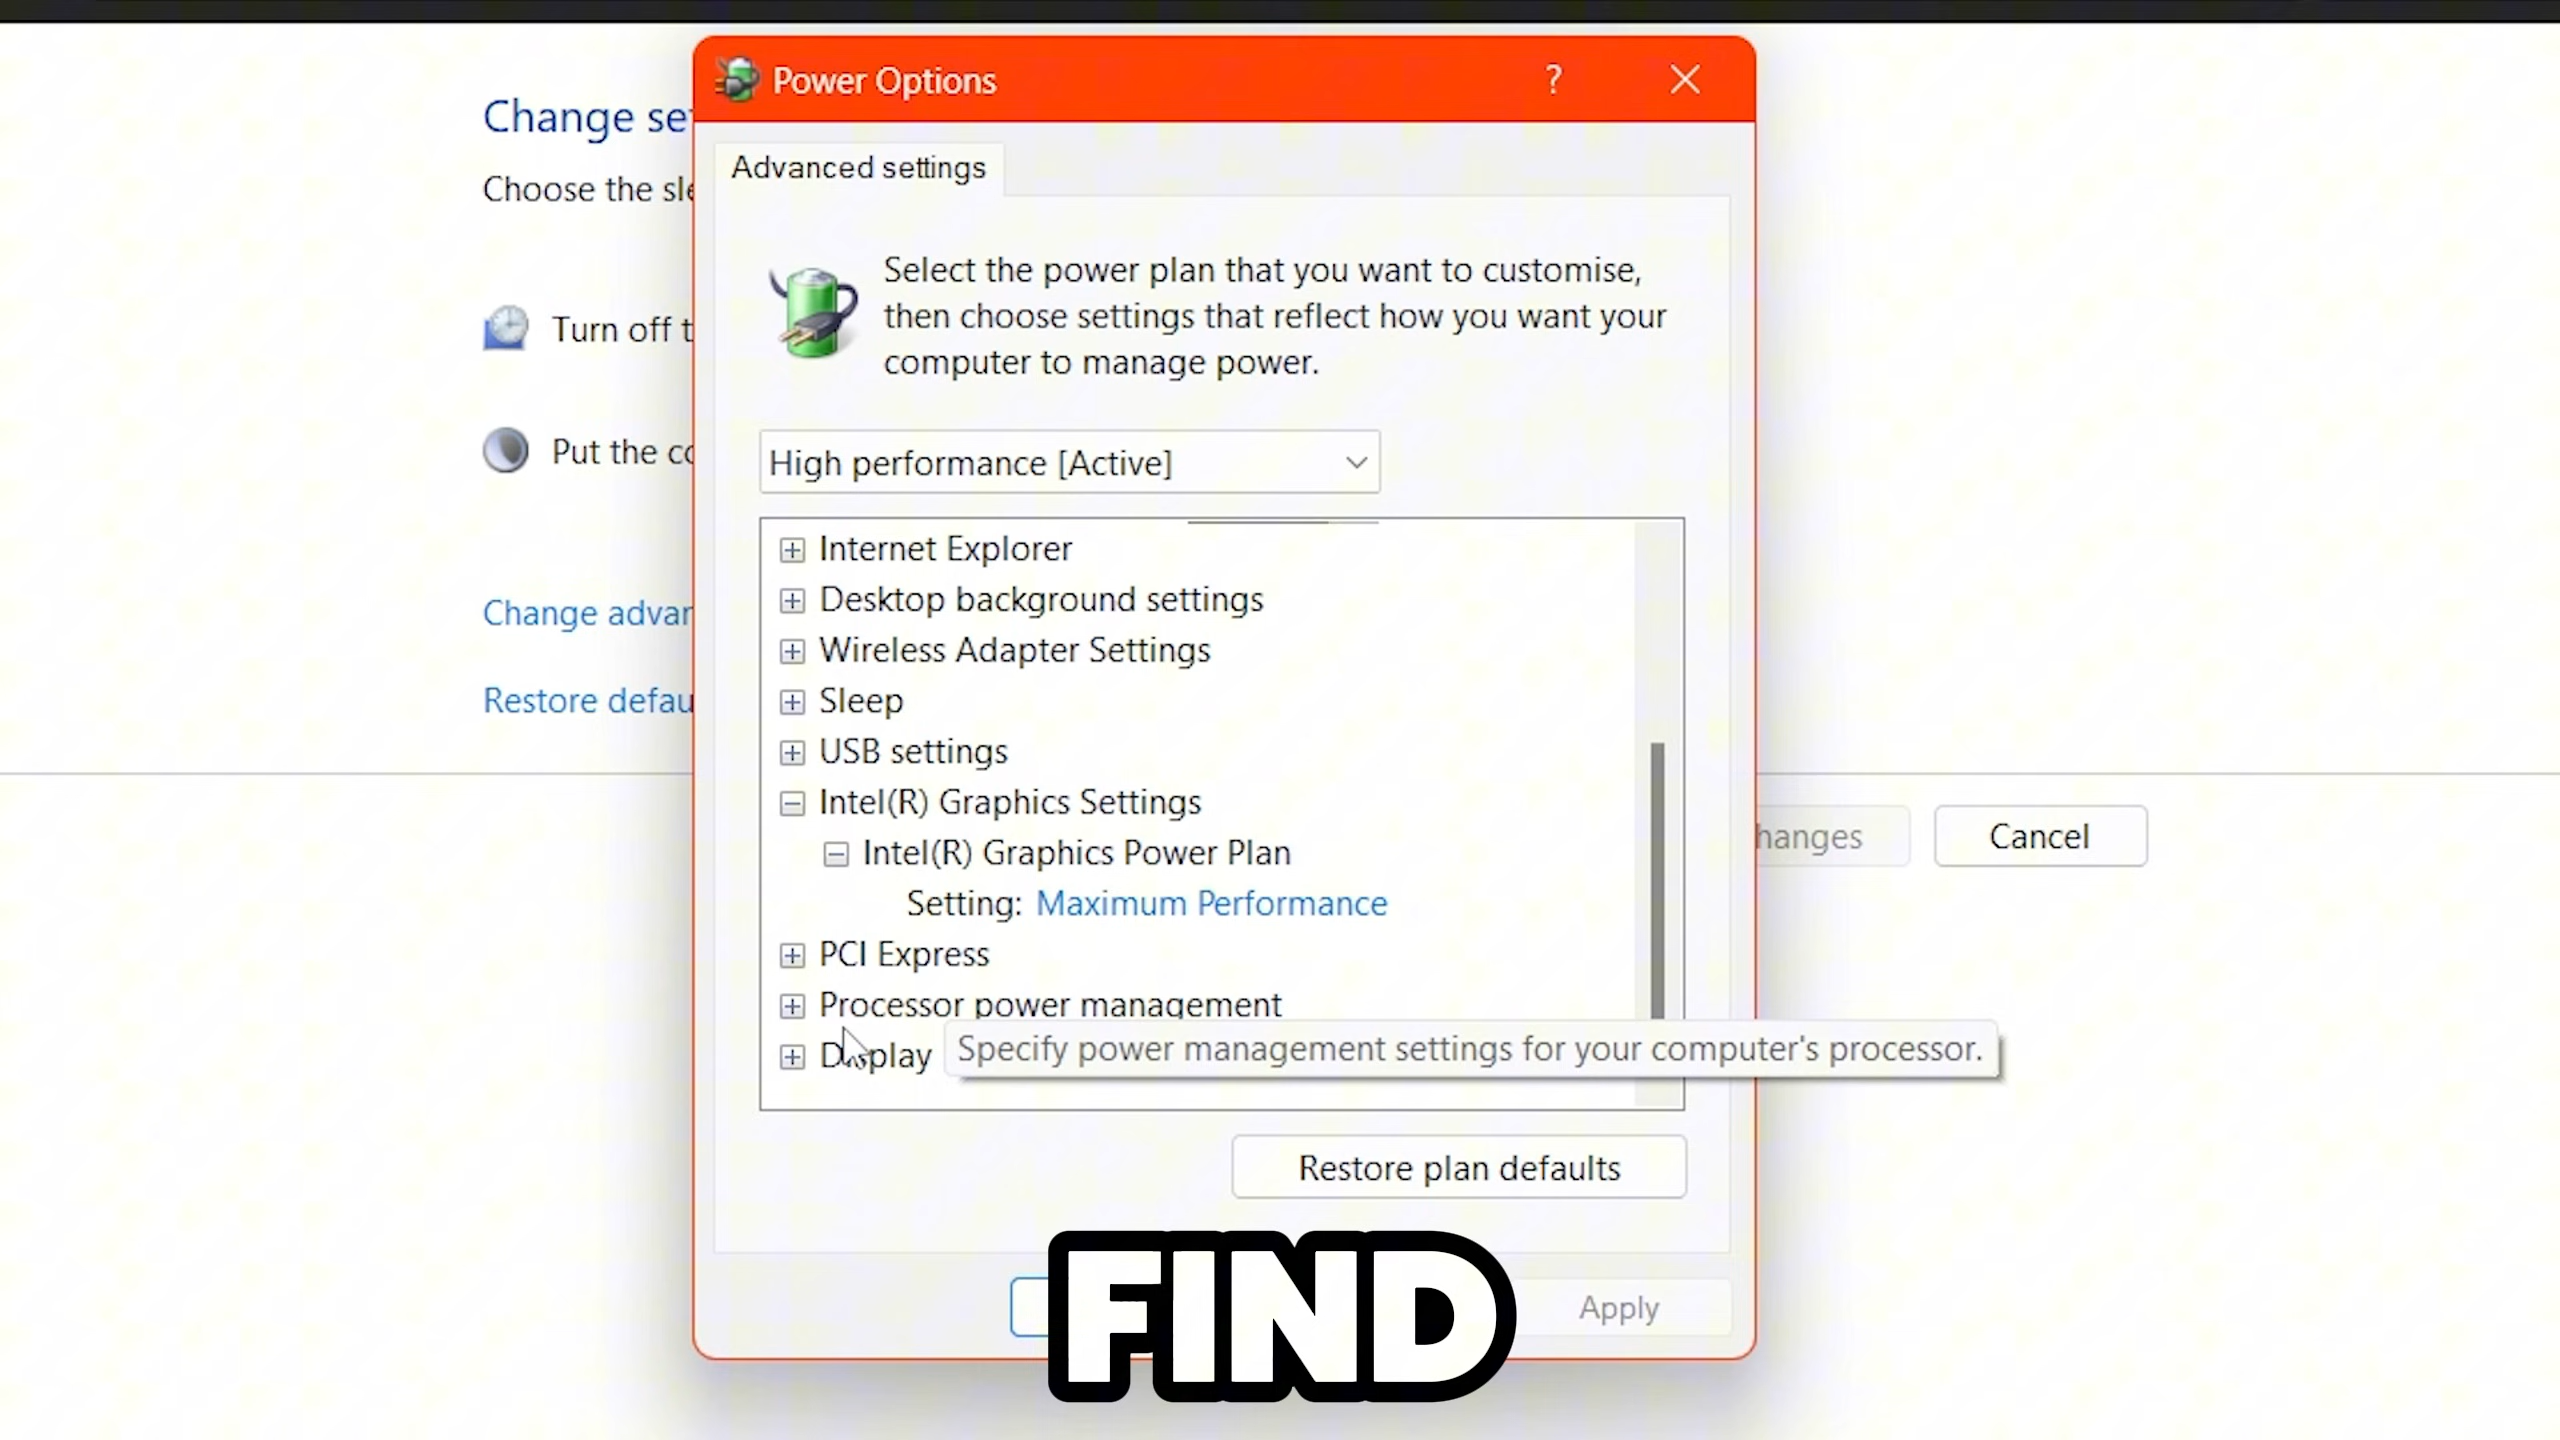 Power Options
?
Change se
Choose the sle
Advanced settings
Select the power plan that you want to customise,
then choose settings that reflect how you want your
computer to manage power.
Turn off t
Put the co
High performance [Active]
Internet Explorer
Desktop background settings
Change advan
Wireless Adapter Settings
Sleep
Restore defau
USB settings
Intel(R) Graphics Settings
hanges
Cancel
Intel(R) Graphics Power Plan
Setting: Maximum Performance
PCI Express
Processor power management
Display
Specify power management settings for your computer's processor.
Restore plan defaults
Apply
FIND